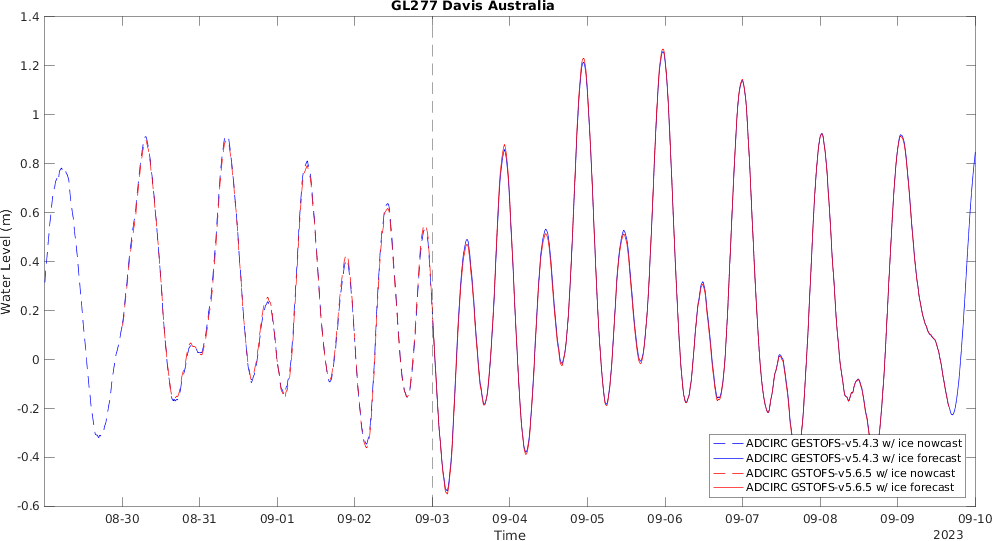 GL277 Davis Australia
Water Level (m)
1.4
1.2
1
0.8
0.6
0.4
0.2
0
-0.2
-0.4
-0.6
ADCIRC GESTOFS-v5.4.3 w/ ice nowcast
ADCIRC GESTOFS-v5.4.3 w/ ice forecast
ADCIRC GSTOFS-v5.6.5 w/ ice nowcast
ADCIRC GSTOFS-v5.6.5 w/ ice forecast
08-30 08-31 09-01 09-02 09-03 09-04 09-05 09-06 09-07 09-08 09-09 09-10
Time
2023